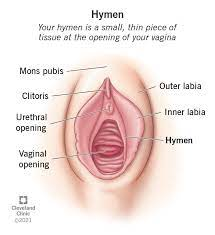 Hymen
Your hymen is a small, thin piece of
tissue at the opening of your vagina
Mons pubis
Clitoris
Outer labia
Urethral
opening
Inner labia
Hymen
Vaginal
opening
Cleveland
Clinic
©2021